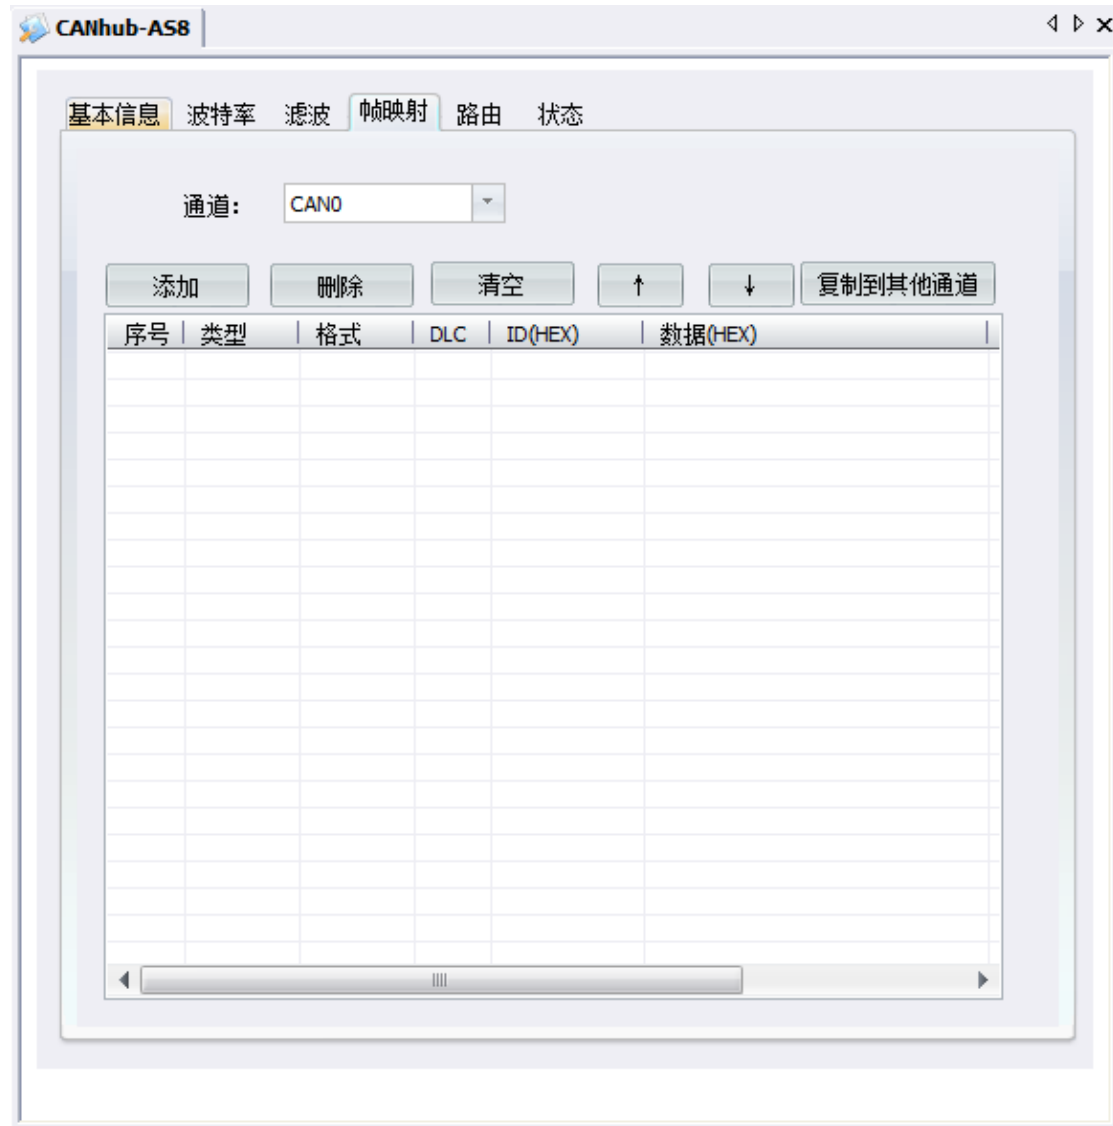 CANhub-AS8
基本信息 波特率 滤波 帧映射 路由 状态
通道: CAN0
添加 删除 清空 ↑ ↓ 复制到其他通道
序号 类型 格式 DLC ID(HEX) 数据(HEX)